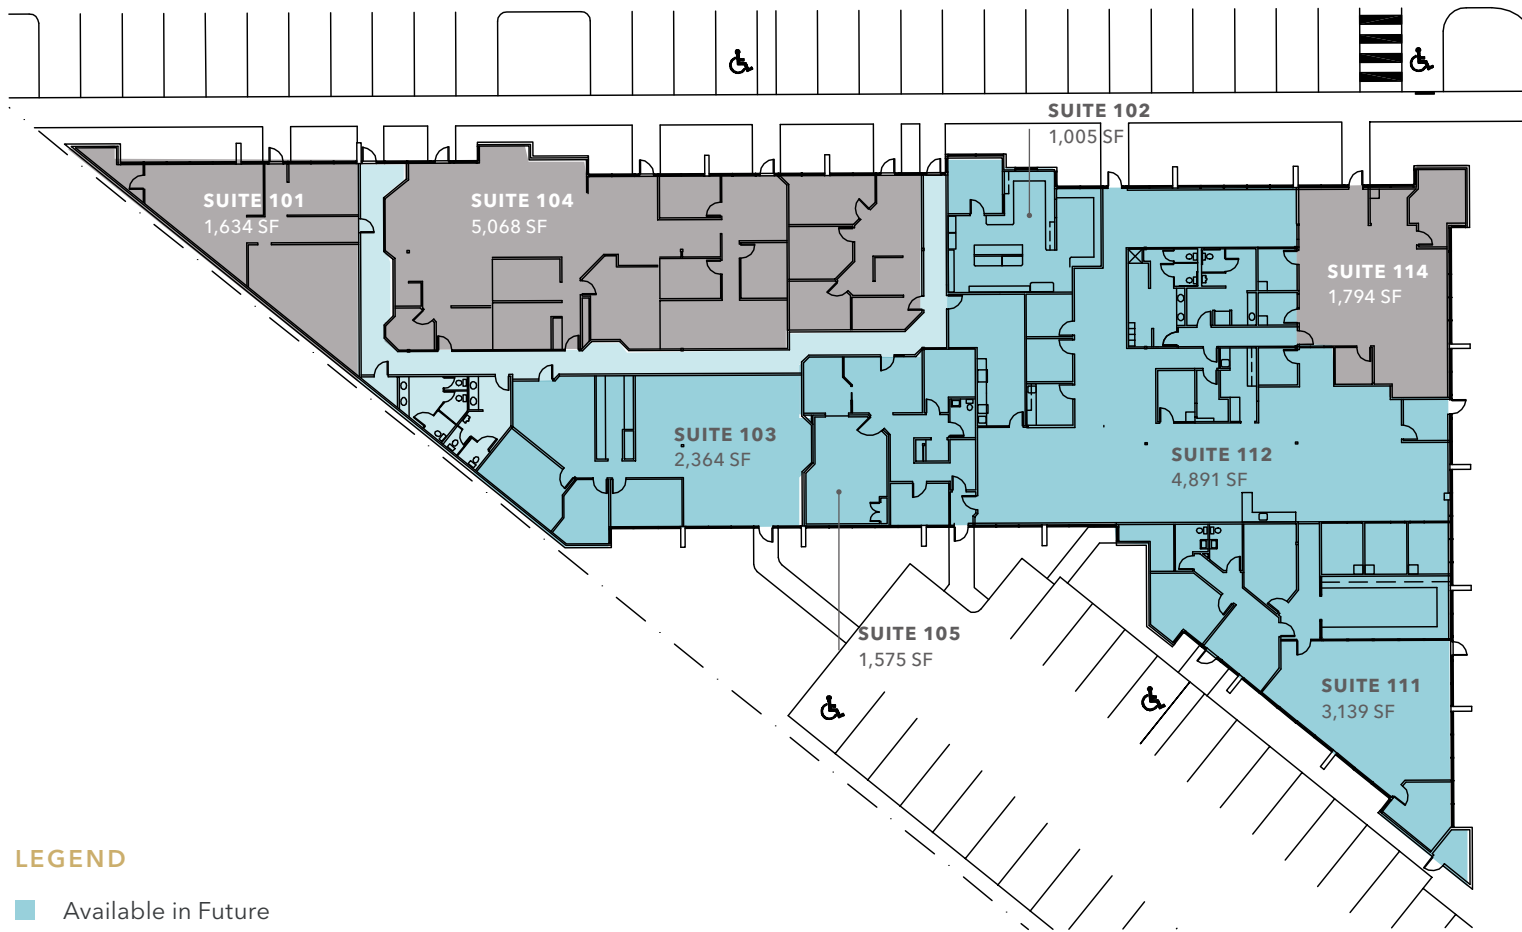 SUITE 102
1,005 SF
SUITE 101
1,634 SF
SUITE 104
5,068 SF
SUITE 114
1,794 SF
SUITE 103
2,364 SF
SUITE 112
4,891 SF
SUITE 105
1,575 SF
SUITE 111
3,139 SF
LEGEND
Available in Future